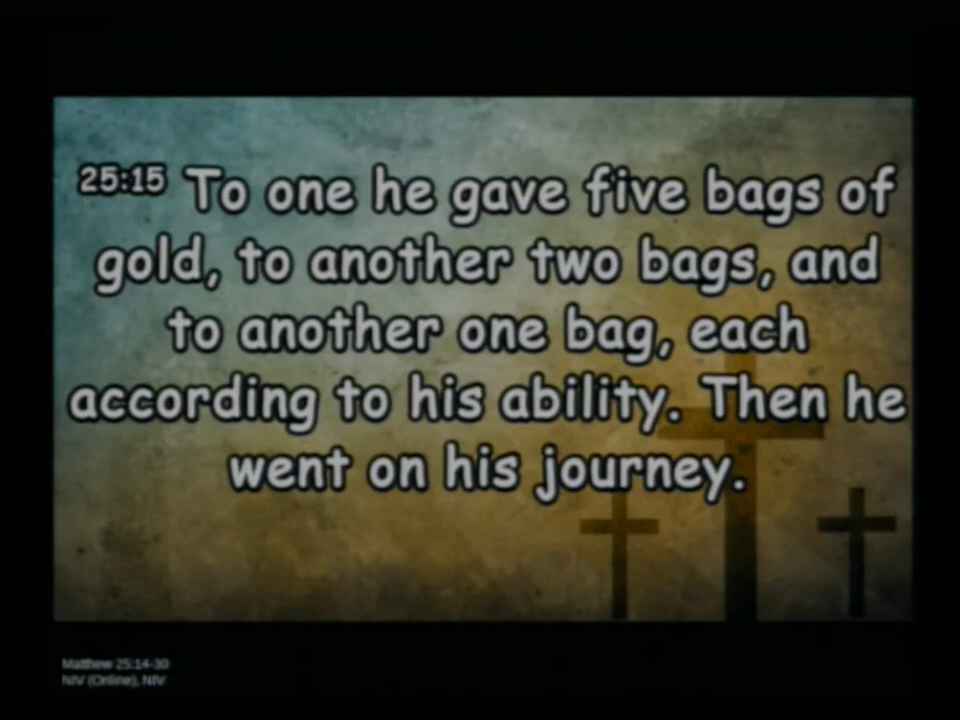 25:15 To one he gave five bags of
gold, to another two bags, and
to another one bag, each
according to his ability. Then he
went on his journey.
Matthew 25:14-30
NIV (Online), NIV